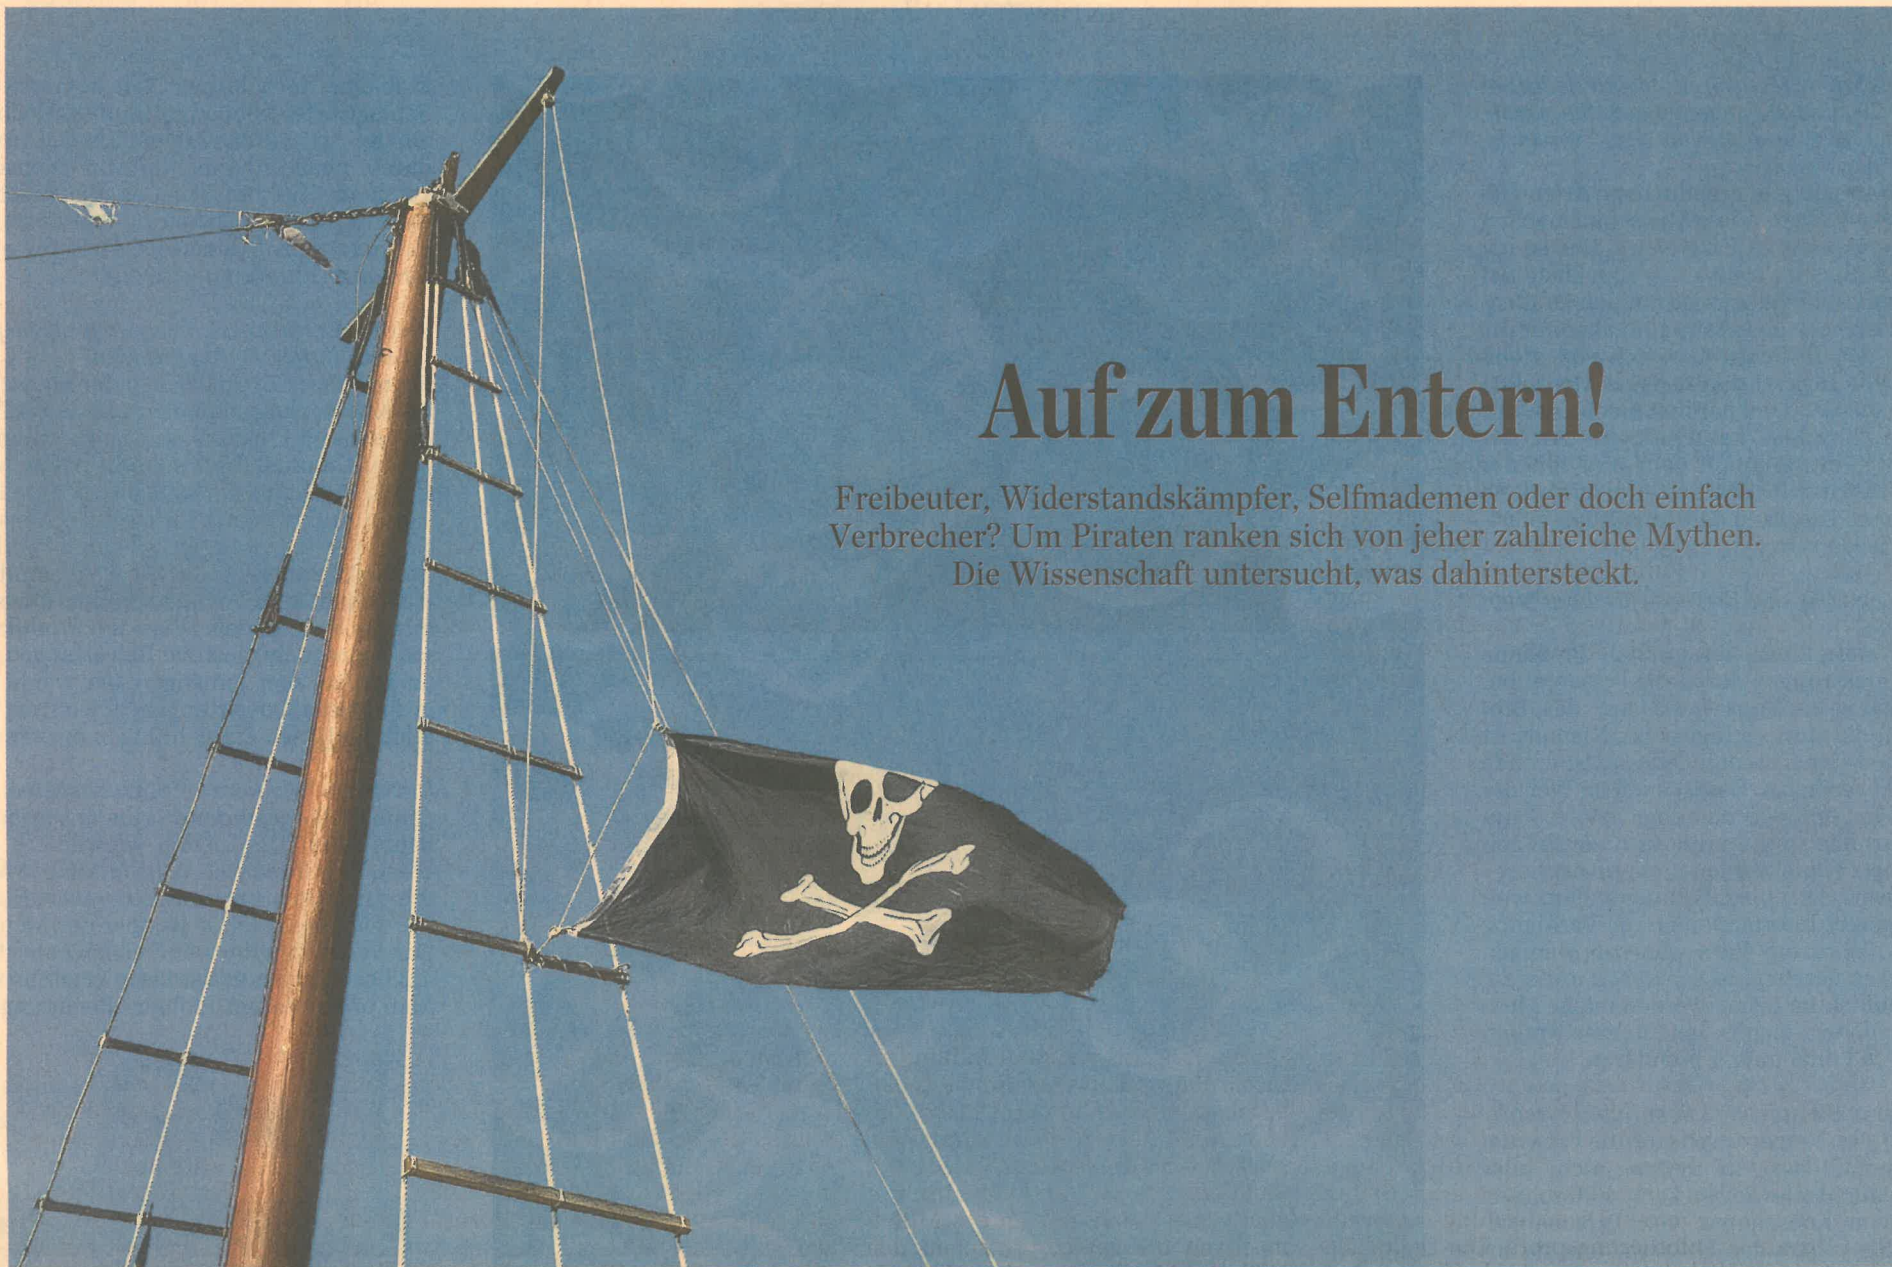 Auf zum Entern!
Freibeuter, Widerstandskämpfer, Selfmademen oder doch einfach
Verbrecher? Um Piraten ranken sich von jeher zahlreiche Mythen.
Die Wissenschaft untersucht, was dahintersteckt.